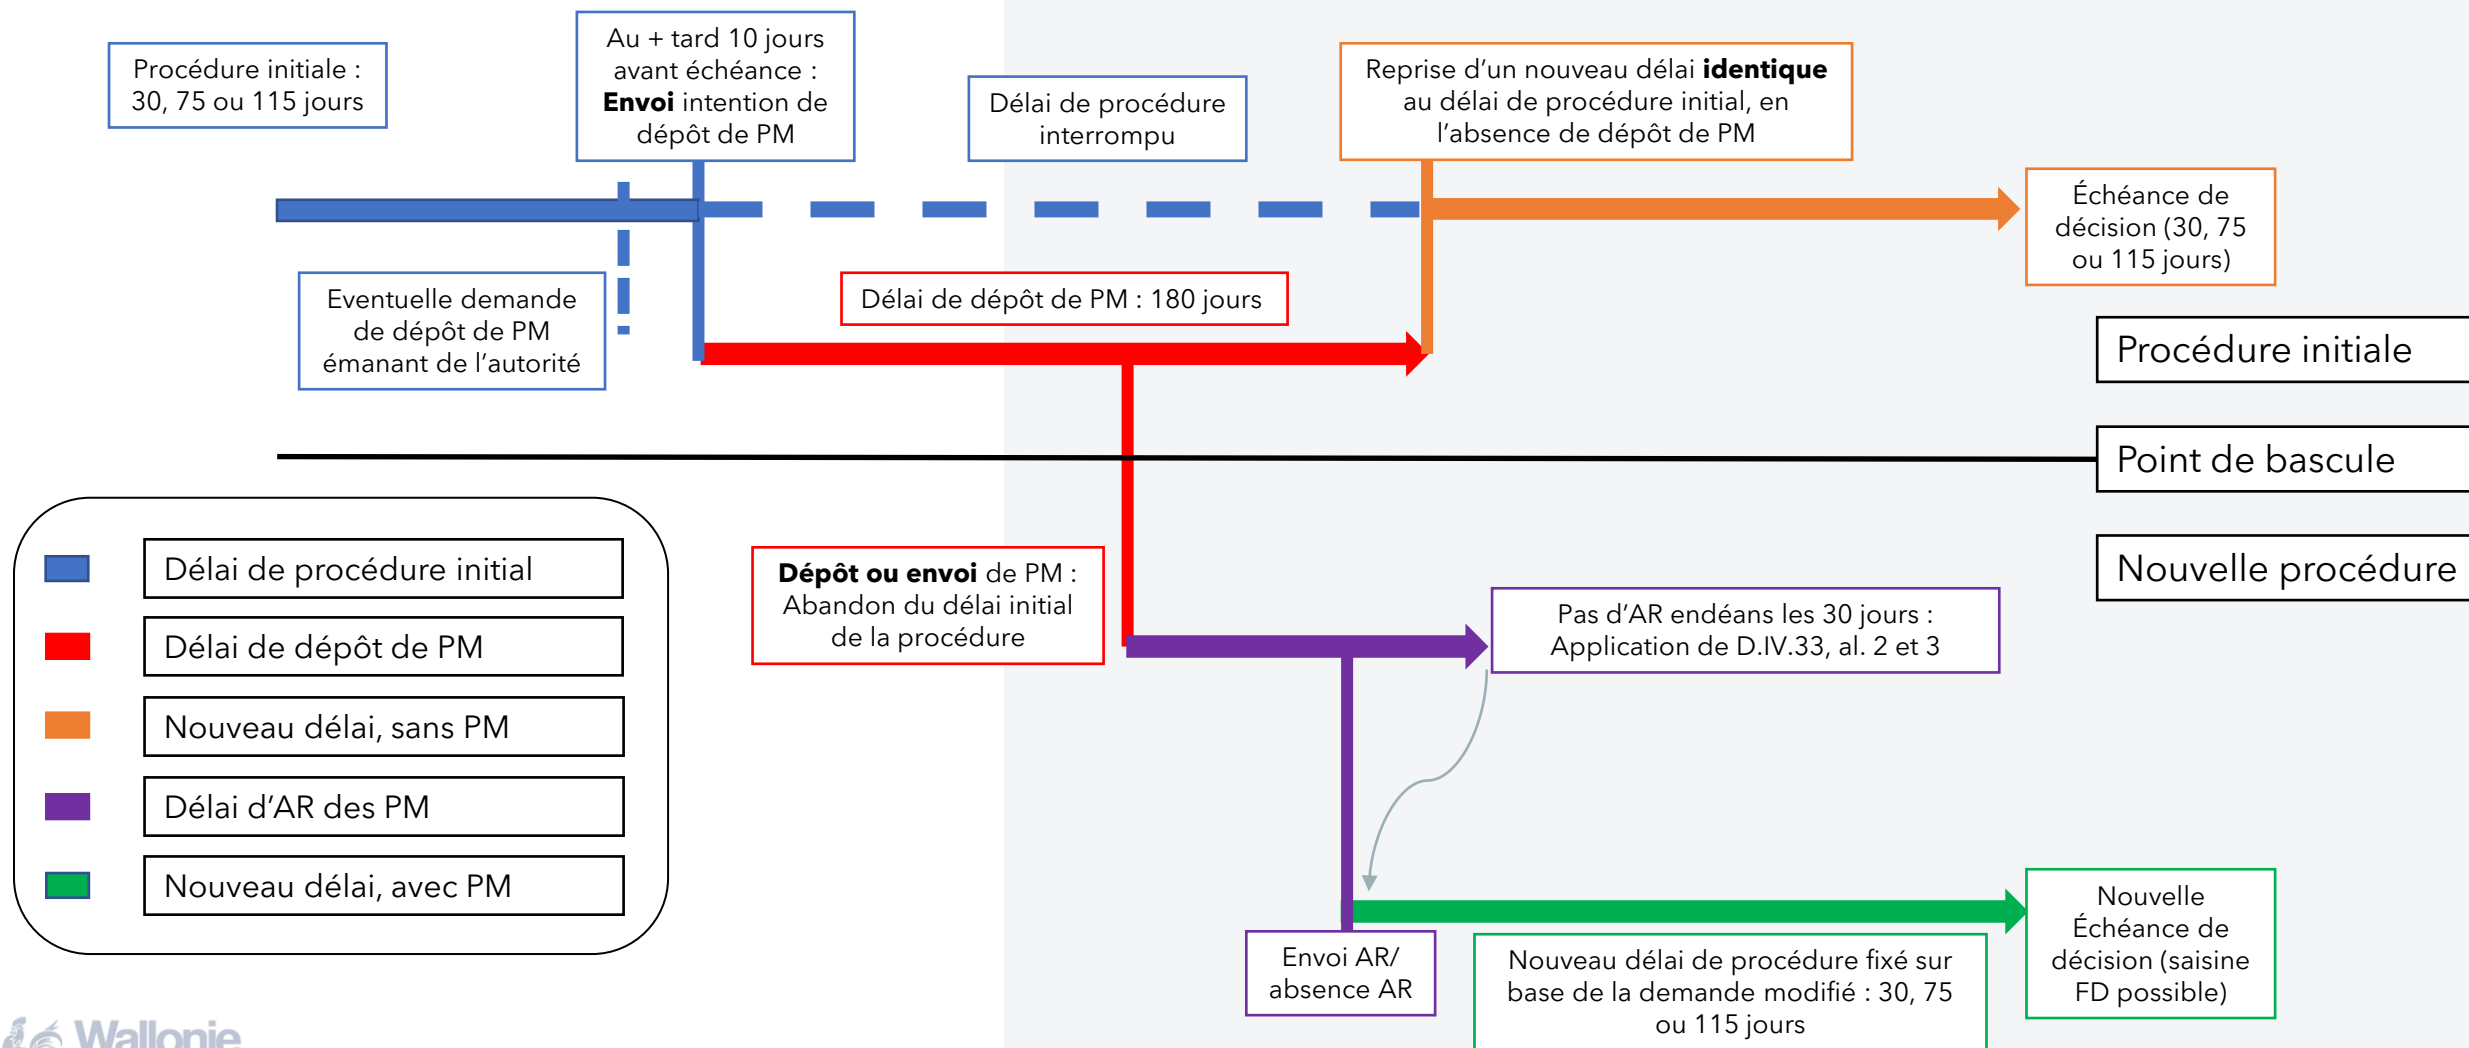 Procédure initiale :
30, 75 ou 115 jours
Au + tard 10 jours
avant échéance :
Envoi intention de
dépôt de PM
Délai de procédure
interrompu
Reprise d'un nouveau délai identique
au délai de procédure initial, en
l'absence de dépôt de PM
Échéance de
décision (30, 75
ou 115 jours)
Eventuelle demande
de dépôt de PM
émanant de l'autorité
Délai de dépôt de PM : 180 jours
Procédure initiale
Point de bascule
Nouvelle procédure
Délai de procédure initial
Délai de dépôt de PM
Nouveau délai, sans PM
Délai d'AR des PM
Nouveau délai, avec PM
Dépôt ou envoi de PM :
Abandon du délai initial
de la procédure
Pas d'AR endéans les 30 jours :
Application de D.IV.33, al. 2 et 3
Envoi AR/
absence AR
Nouveau délai de procédure fixé sur
base de la demande modifié : 30, 75
ou 115 jours
Nouvelle
Échéance de
décision (saisine
FD possible)
Wallonie